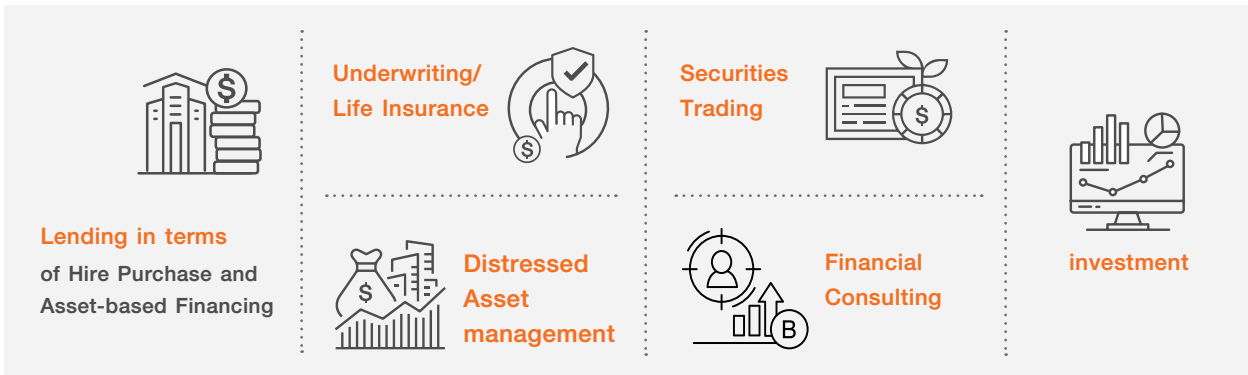 Lending in terms
of Hire Purchase and
Asset-based Financing
$
Underwriting/
Life Insurance
$
Distressed
Asset
management
$
Securities
Trading
$
Financial
Consulting
B
investment